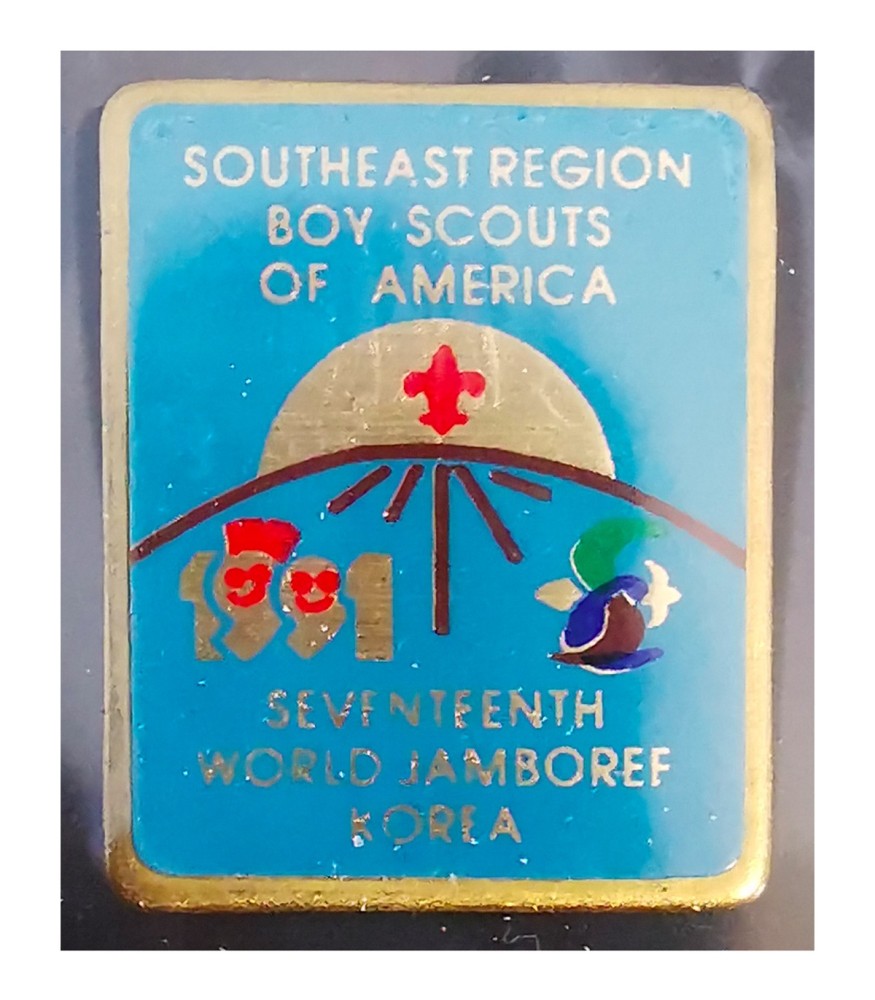 SOUTHEAST REGION
BOY SCOUTS
OF AMERICA
1991
SEVENTEENTH
WORLD JAMBOREE
KOREA